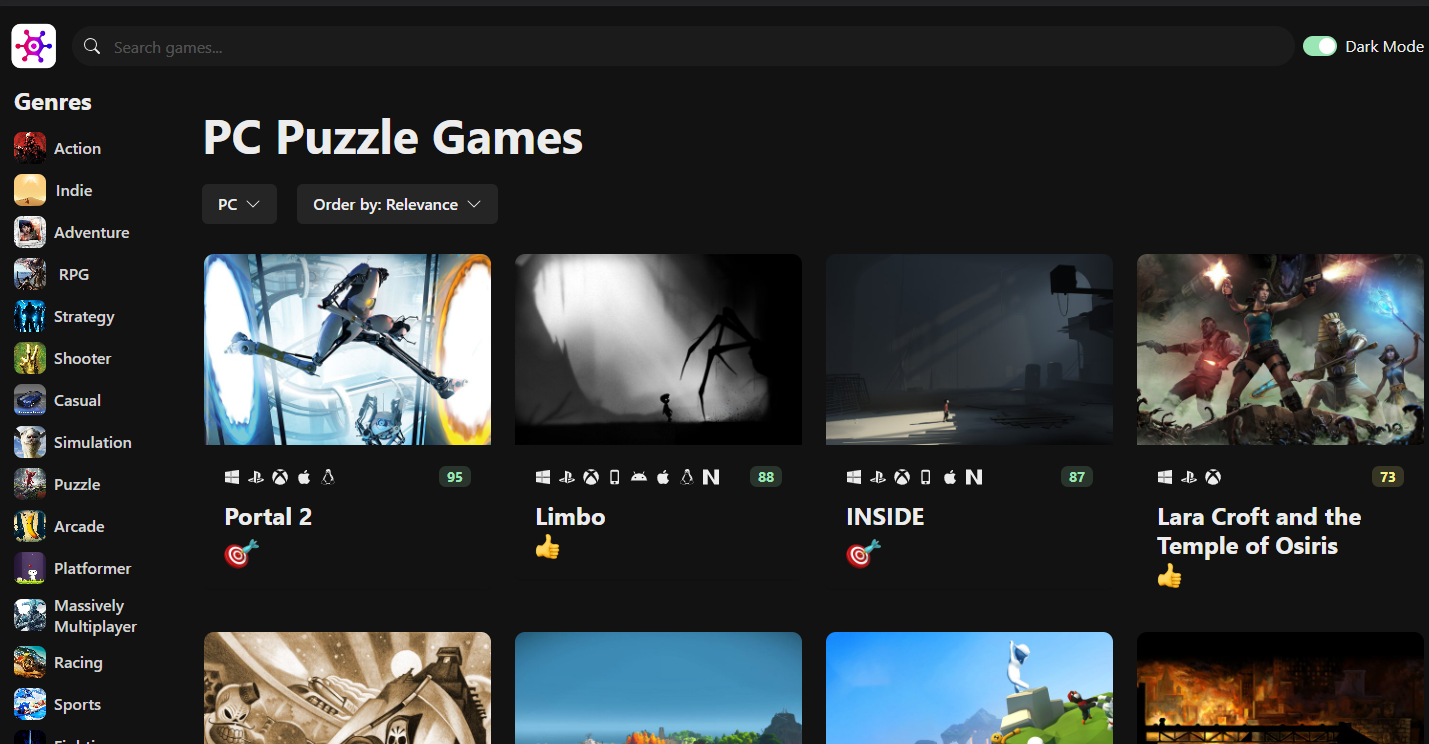 Search games...
Dark Mode
Genres
Action
Indie
Adventure
RPG
Strategy
Shooter
Casual
Simulation
Puzzle
Arcade
Platformer
Massively
Multiplayer
Racing
Sports
PC Puzzle Games
PC
Order by: Relevance
95
Portal 2
88
Limbo
87
INSIDE
73
Lara Croft and the
Temple of Osiris